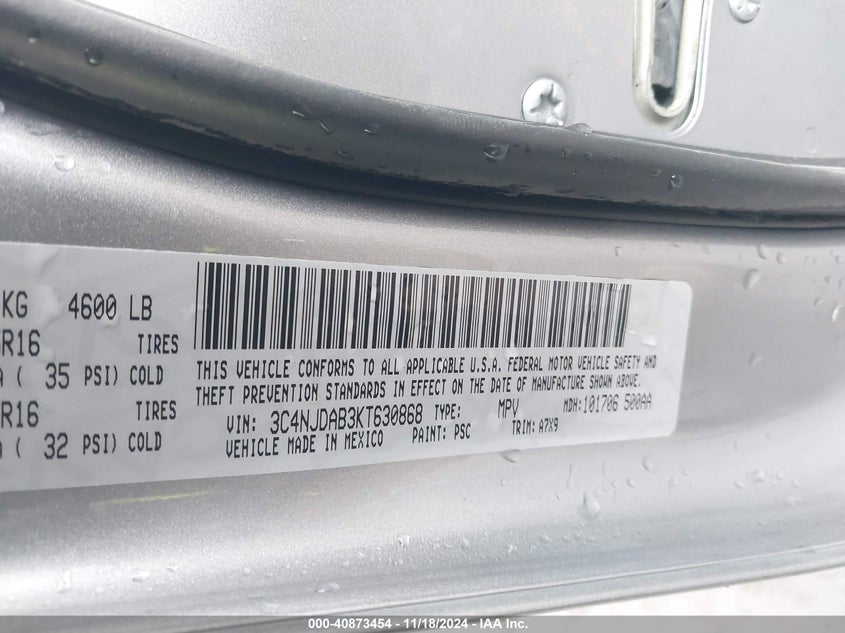 KG 4600 LB
R16 TIRES
( 35 PSI) COLD
R16 TIRES
( 32 PSI) COLD
THIS VEHICLE CONFORMS TO ALL APPLICABLE U.S.A. FEDERAL MOTOR VEHICLE SAFETY AND
THEFT PREVENTION STANDARDS IN EFFECT ON THE DATE OF MANUFACTURE SHOWN ABOVE.
VIN: 3C4NJDAB3KT630868 TYPE: MPV MDH: 101706 500AA
VEHICLE MADE IN MEXICO PAINT: PSC TRIM: A7X9
000-40873454 - 11/18/2024 - IAA Inc.